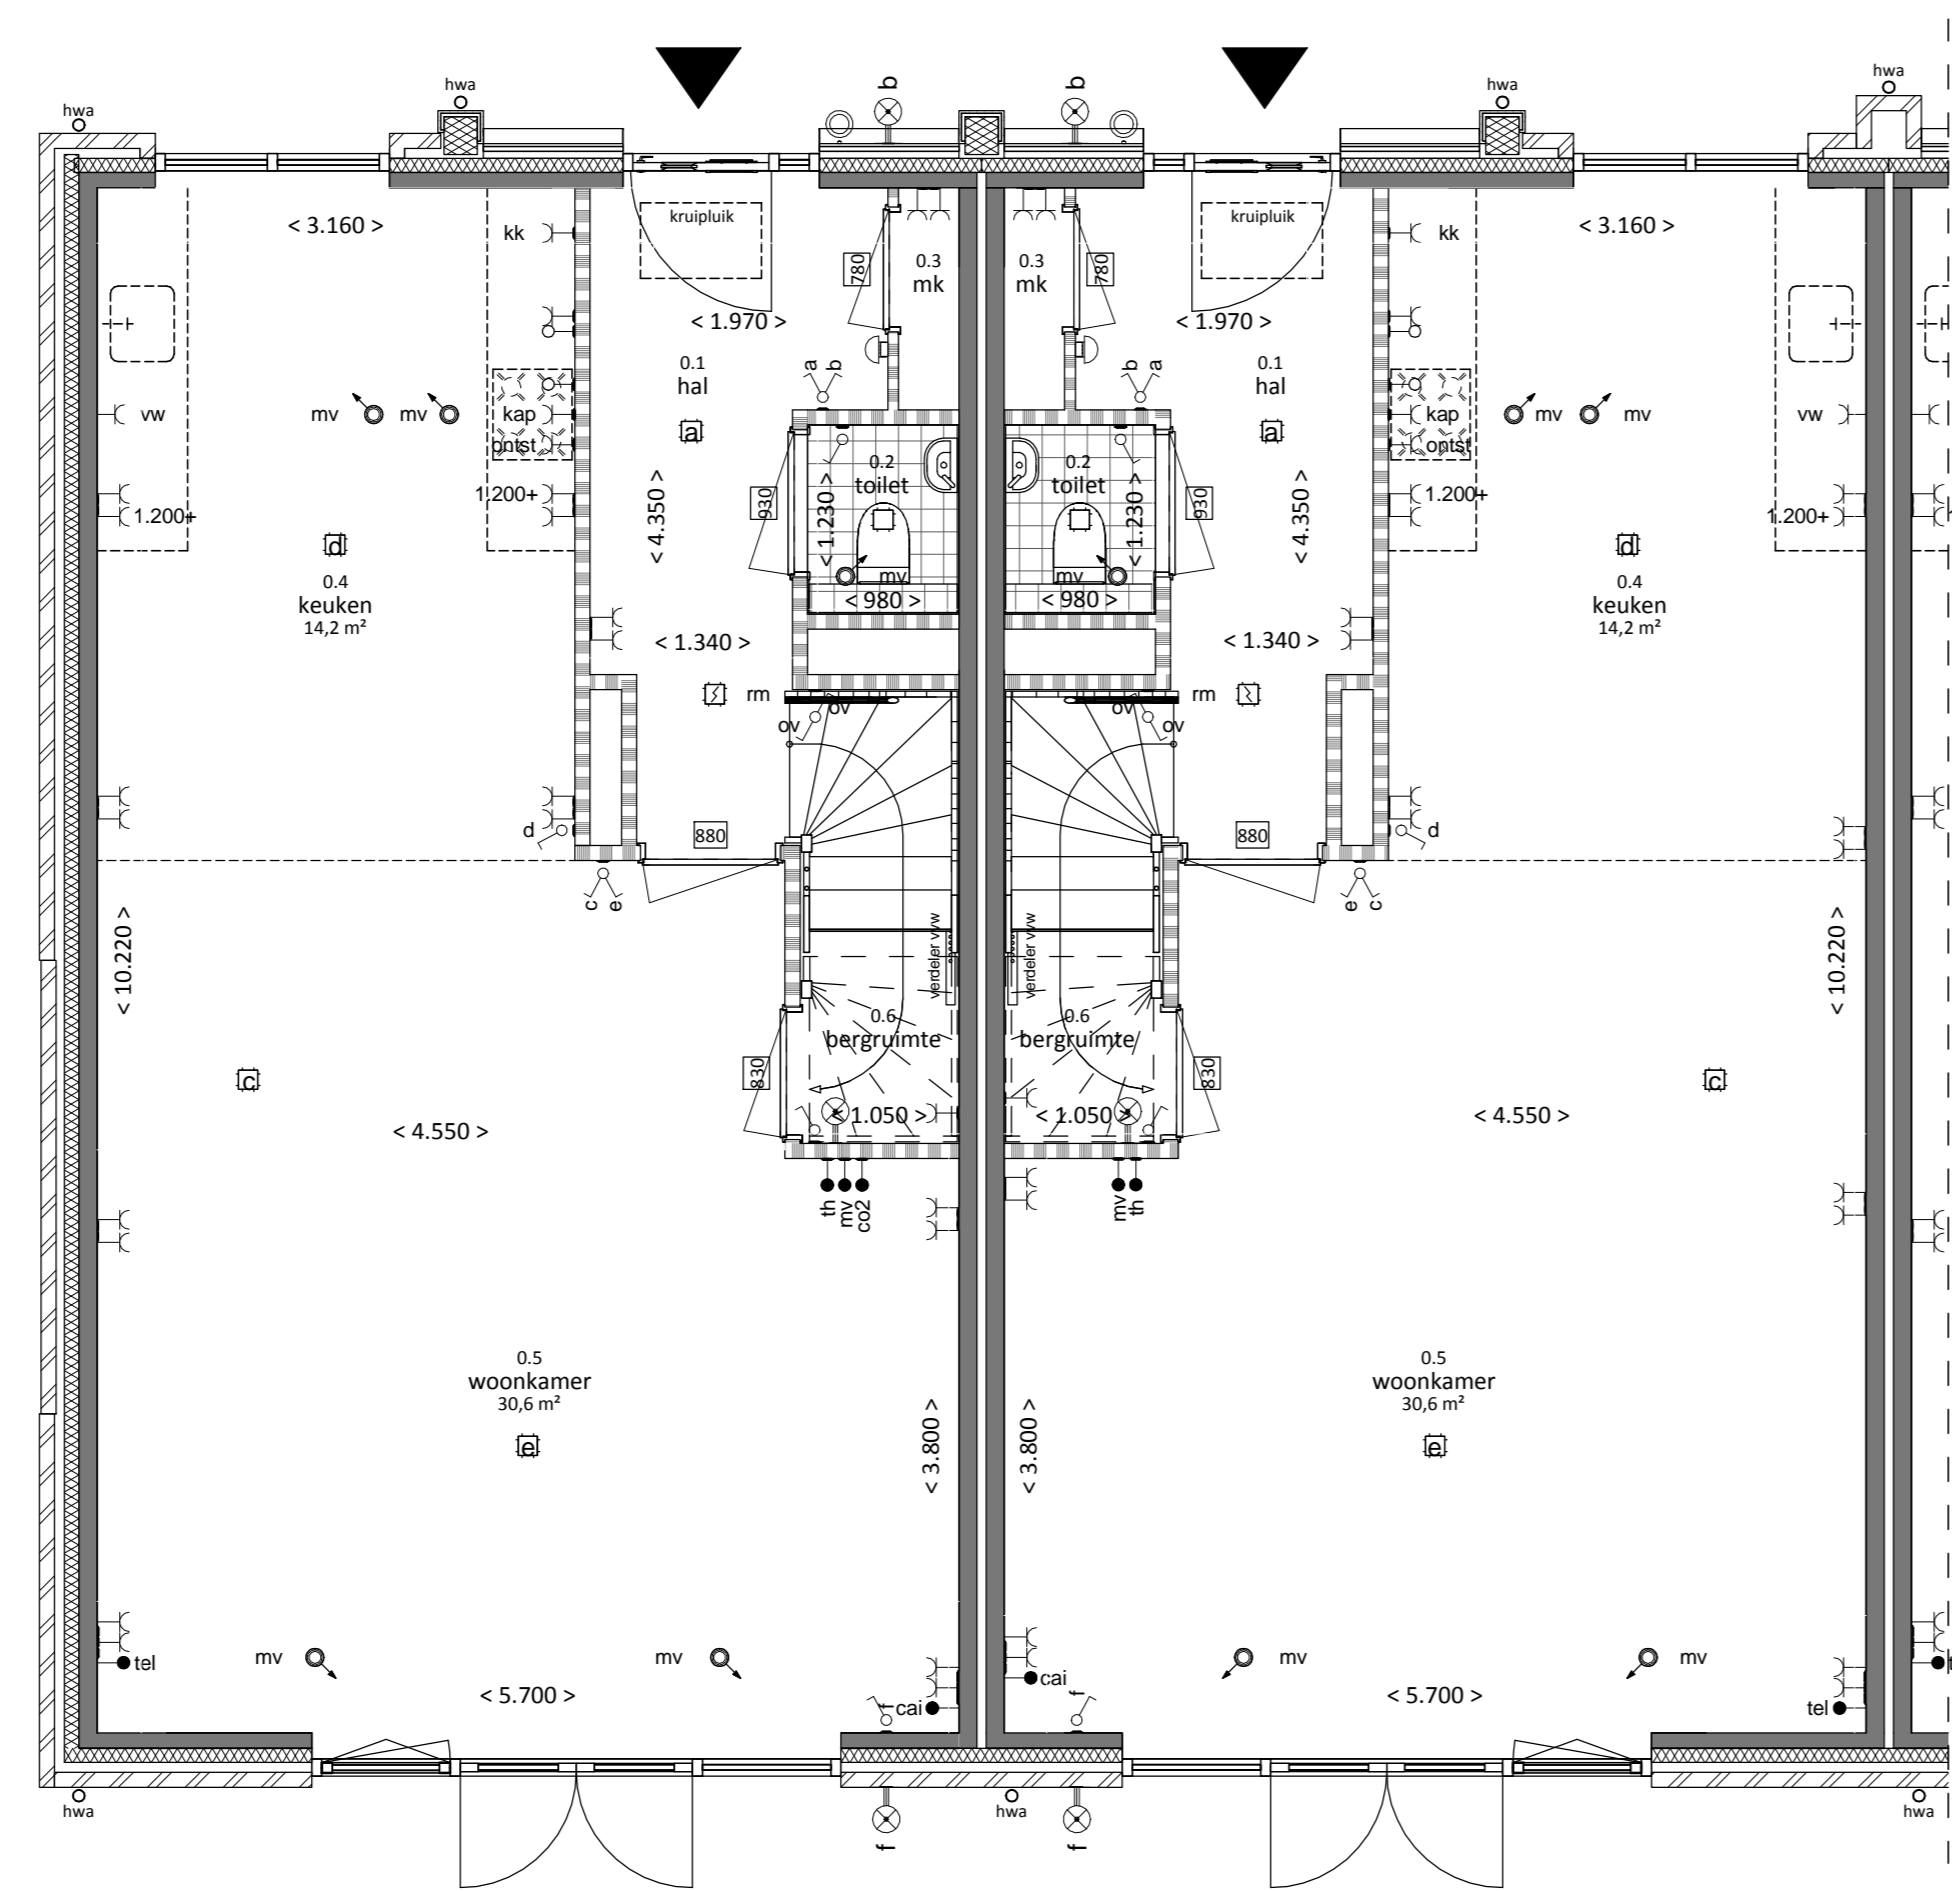 hwa
hwa
b
b
hwa
hwa
< 3.160 >
kk
kruipluik
780
0.3
mk
0.3
mk
780
kruipluik
kk
< 3.160 >
< 1.970 >
< 1.970 >
0.1
hal
a
b
b
a
0.1
hal
vw
mv
mv
kap
ontst
a
a
kap
ontst
mv
mv
vw
1.200+
1.200+
< 4.350 >
930
< 1.230 >
0.2
toilet
0.2
toilet
< 1.230 >
930
< 4.350 >
1.200+
1.200+
d
0.4
keuken
14,2 m²
mv
< 980 >
mv
< 980 >
d
0.4
keuken
14,2 m²
< 1.340 >
< 1.340 >
rm
ov
ov
ov
ov
rm
d
880
880
d
c
e
e
c
< 10.220 >
verdeler vvw
verdeler vvw
< 10.220 >
0.6
bergruimte
0.6
bergruimte
c
830
830
c
< 4.550 >
< 1.050 >
< 1.050 >
< 4.550 >
th
mv
co2
mv
th
0.5
woonkamer
30,6 m²
0.5
woonkamer
30,6 m²
e
< 3.800 >
< 3.800 >
e
tel
mv
mv
mv
mv
< 5.700 >
f
cai
cai
f
< 5.700 >
tel
hwa
f
hwa
f
hwa